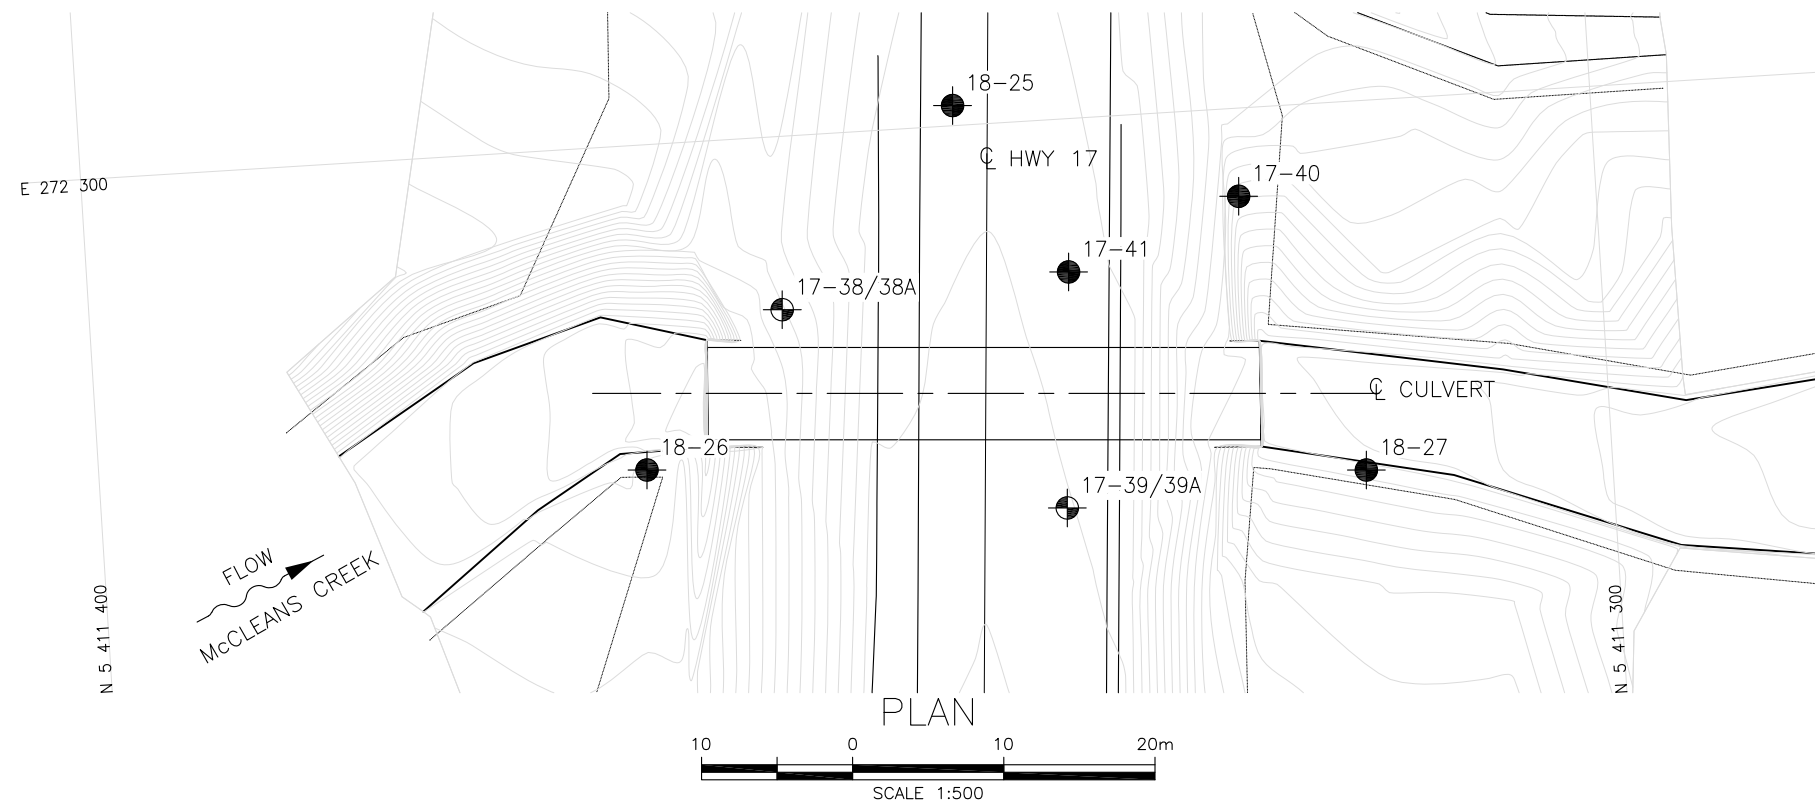 18-25
℄ HWY 17
17-40
E 272 300
17-41
17-38/38A
℄ CULVERT
18-26
18-27
17-39/39A
FLOW
McCLEANS CREEK
N 5 411 400
N 5 411 300
PLAN
10 0 10 20m
SCALE 1:500